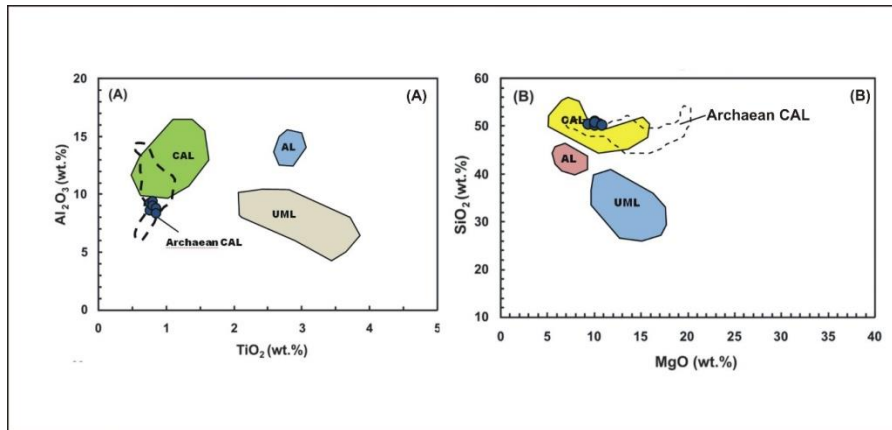 (A)
(A)
20
15
10
5
0
Al₂O₃ (wt.%)
CAL
AL
UML
Archaean CAL
0 1 2 3 4 5
TiO₂ (wt.%)
(B)
(B)
60
50
40
30
20
10
SiO₂ (wt.%)
CAL
Archaean CAL
AL
UML
0 5 10 15 20 25 30 35 40
MgO (wt.%)